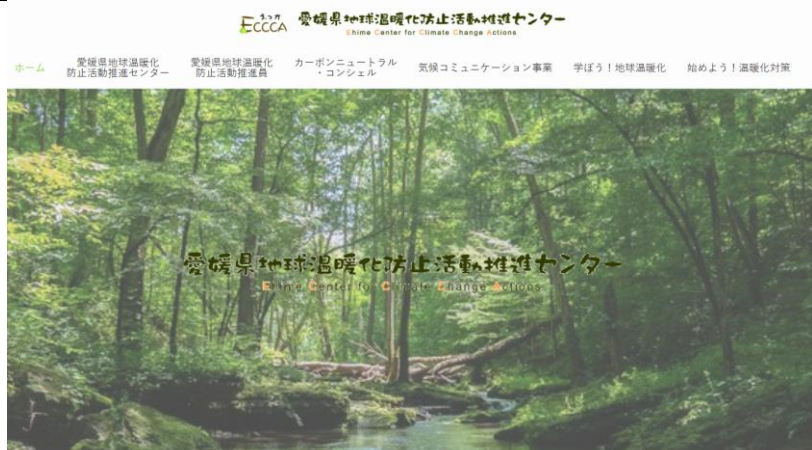 えっか
ECCCA
愛媛県地球温暖化防止活動推進センター
Ehime Center for Climate Change Actions
ホーム
愛媛県地球温暖化
防止活動推進センター
愛媛県地球温暖化
防止活動推進員
カーボンニュートラル
・コンシェル
気候コミュニケーション事業
学ぼう！地球温暖化
始めよう！温暖化対策
愛媛県地球温暖化防止活動推進センター
Ehime Center for Climate Change Actions